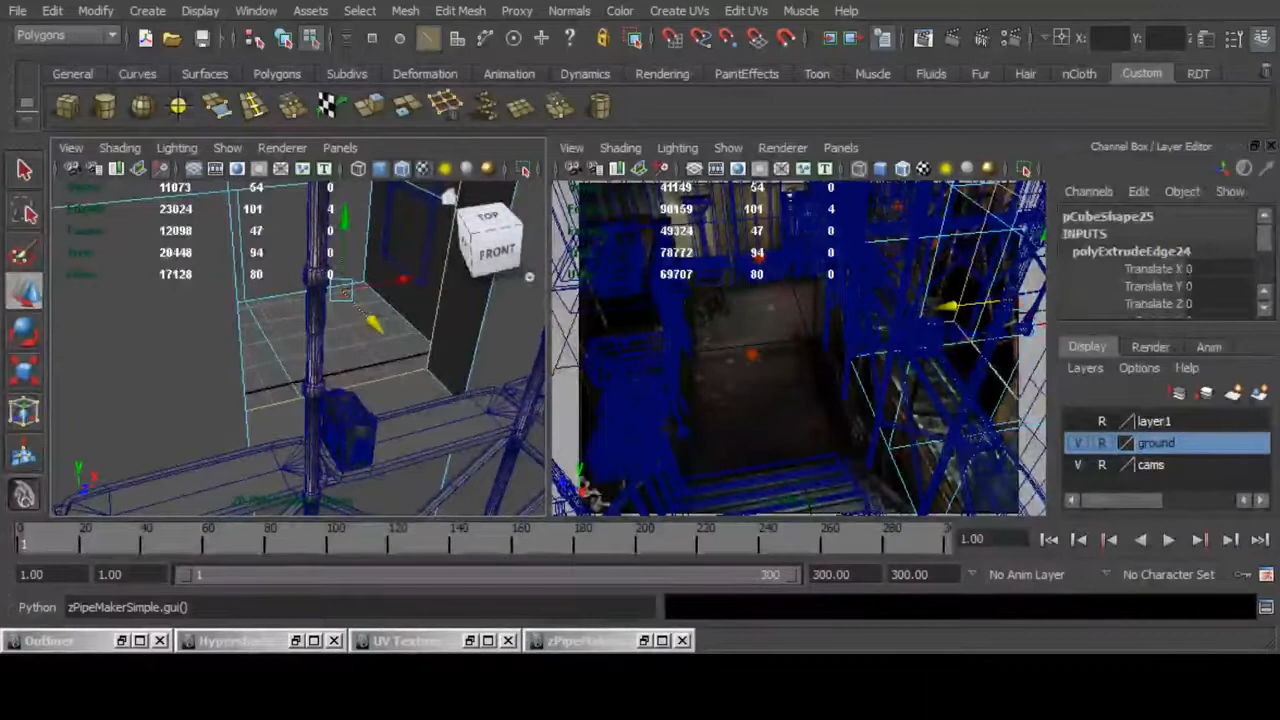 File Edit Modify Create Display Window Assets Select Mesh Edit Mesh Proxy Normals Color Create UVs Edit UVs Muscle Help
Polygons X: Y: Z
General Curves Surfaces Polygons Subdivs Deformation Animation Dynamics Rendering PaintEffects Toon Muscle Fluids Fur Hair nCloth Custom RDT
View Shading Lighting Show Renderer Panels
11073 54 0
23024 101 4
12098 47 0
20448 94 0
17128 80 0
TOP
FRONT
View Shading Lighting Show Renderer Panels
41149 54 0
90159 101 4
49324 47 0
78772 94 0
69707 80 0
Channel Box / Layer Editor
Channels Edit Object Show
pCubeShape25
INPUTS
polyExtrudeEdge24
Translate X 0
Translate Y 0
Translate Z 0
Display Render Anim
Layers Options Help
R layer1
V R ground
V R cams
0 20 40 60 80 100 120 140 160 180 200 220 240 260 280
1
1.00
1.00 1.00 1 300 300.00 300.00 No Anim Layer No Character Set
Python zPipeMakerSimple.gui()
Outliner
UV Texture
zPipeMake